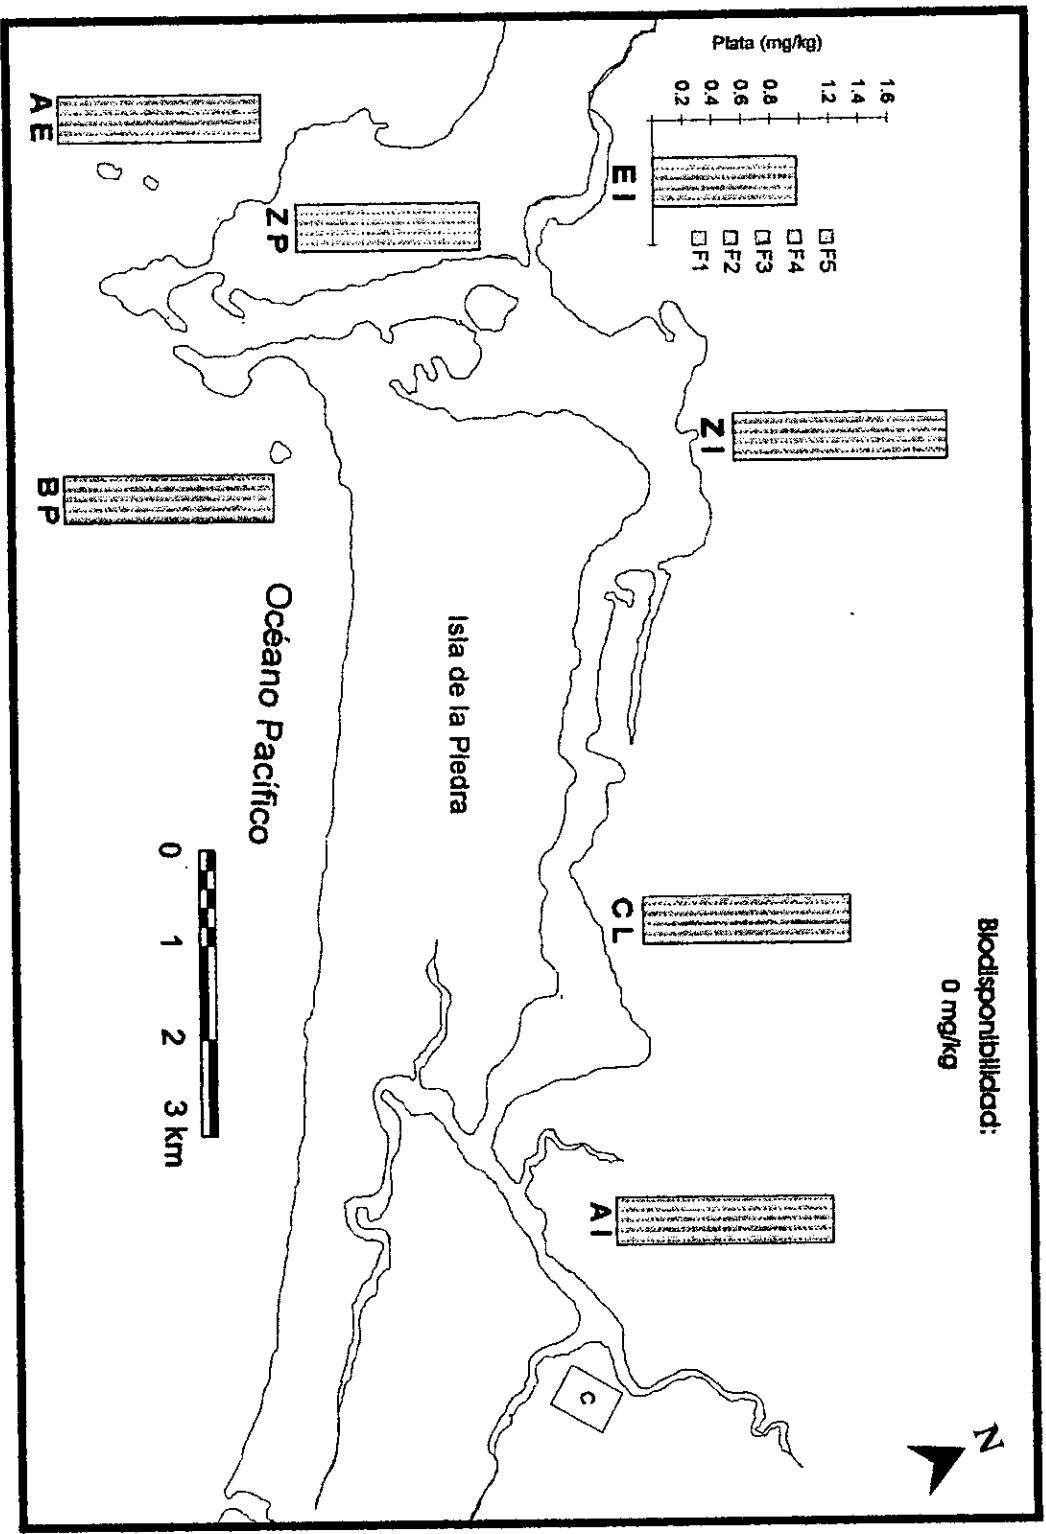 Plata (mg/kg)
1.6
1.4
1.2
0.8
0.6
0.4
0.2
F5
F4
F3
F2
F1
E I
Z I
C L
A I
A E
Z P
B P
Biodisponibilidad:
0 mg/kg
N
C
Isla de la Piedra
Océano Pacífico
0 1 2 3 km